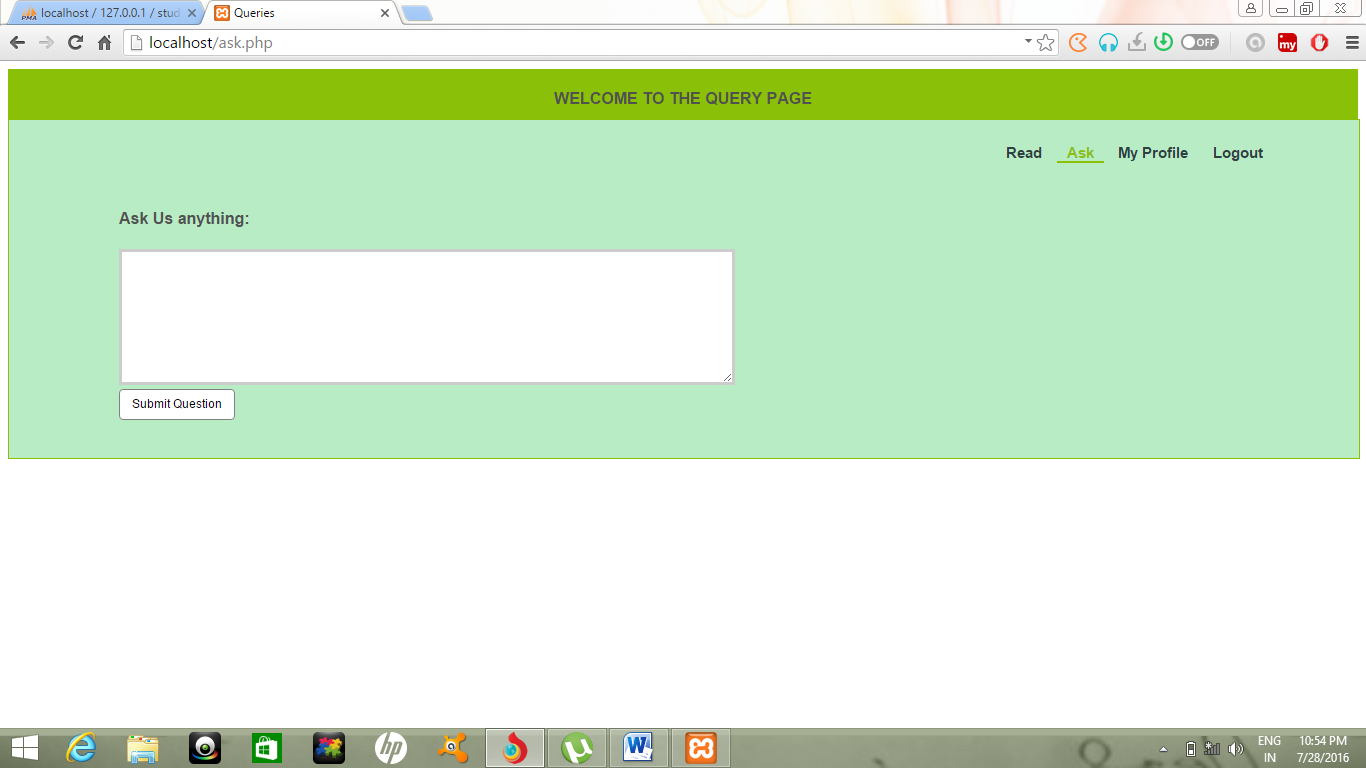 localhost / 127.0.0.1 / stud
Queries
localhost/ask.php
OFF
my
WELCOME TO THE QUERY PAGE
Read Ask My Profile Logout
Ask Us anything:
Submit Question
hp
W
ENG 10:54 PM
IN 7/28/2016